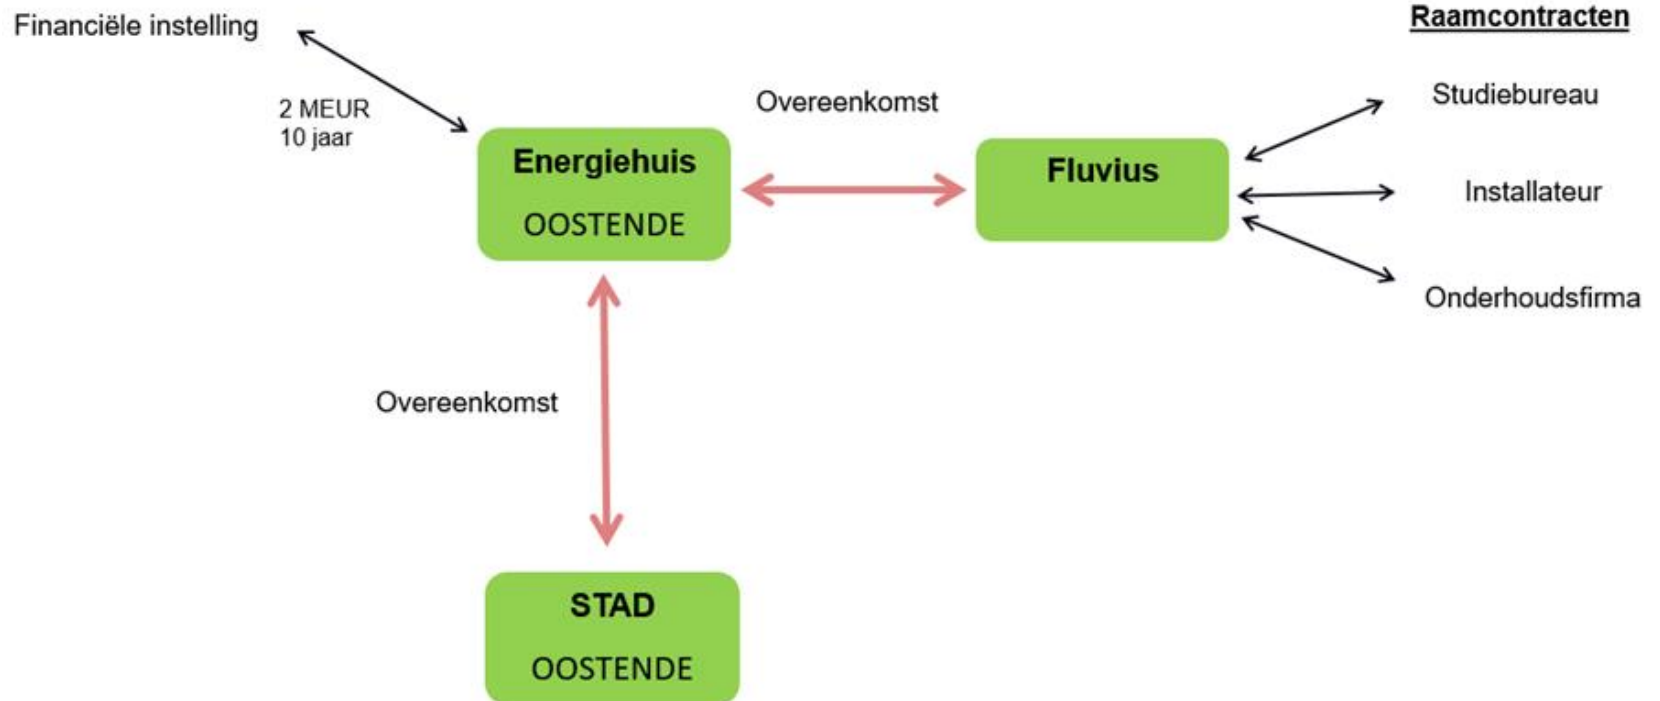 Financiële instelling
2 MEUR
10 jaar
Energiehuis
OOSTENDE
Overeenkomst
Fluvius
Raamcontracten
Studiebureau
Installateur
Onderhoudsfirma
Overeenkomst
STAD
OOSTENDE